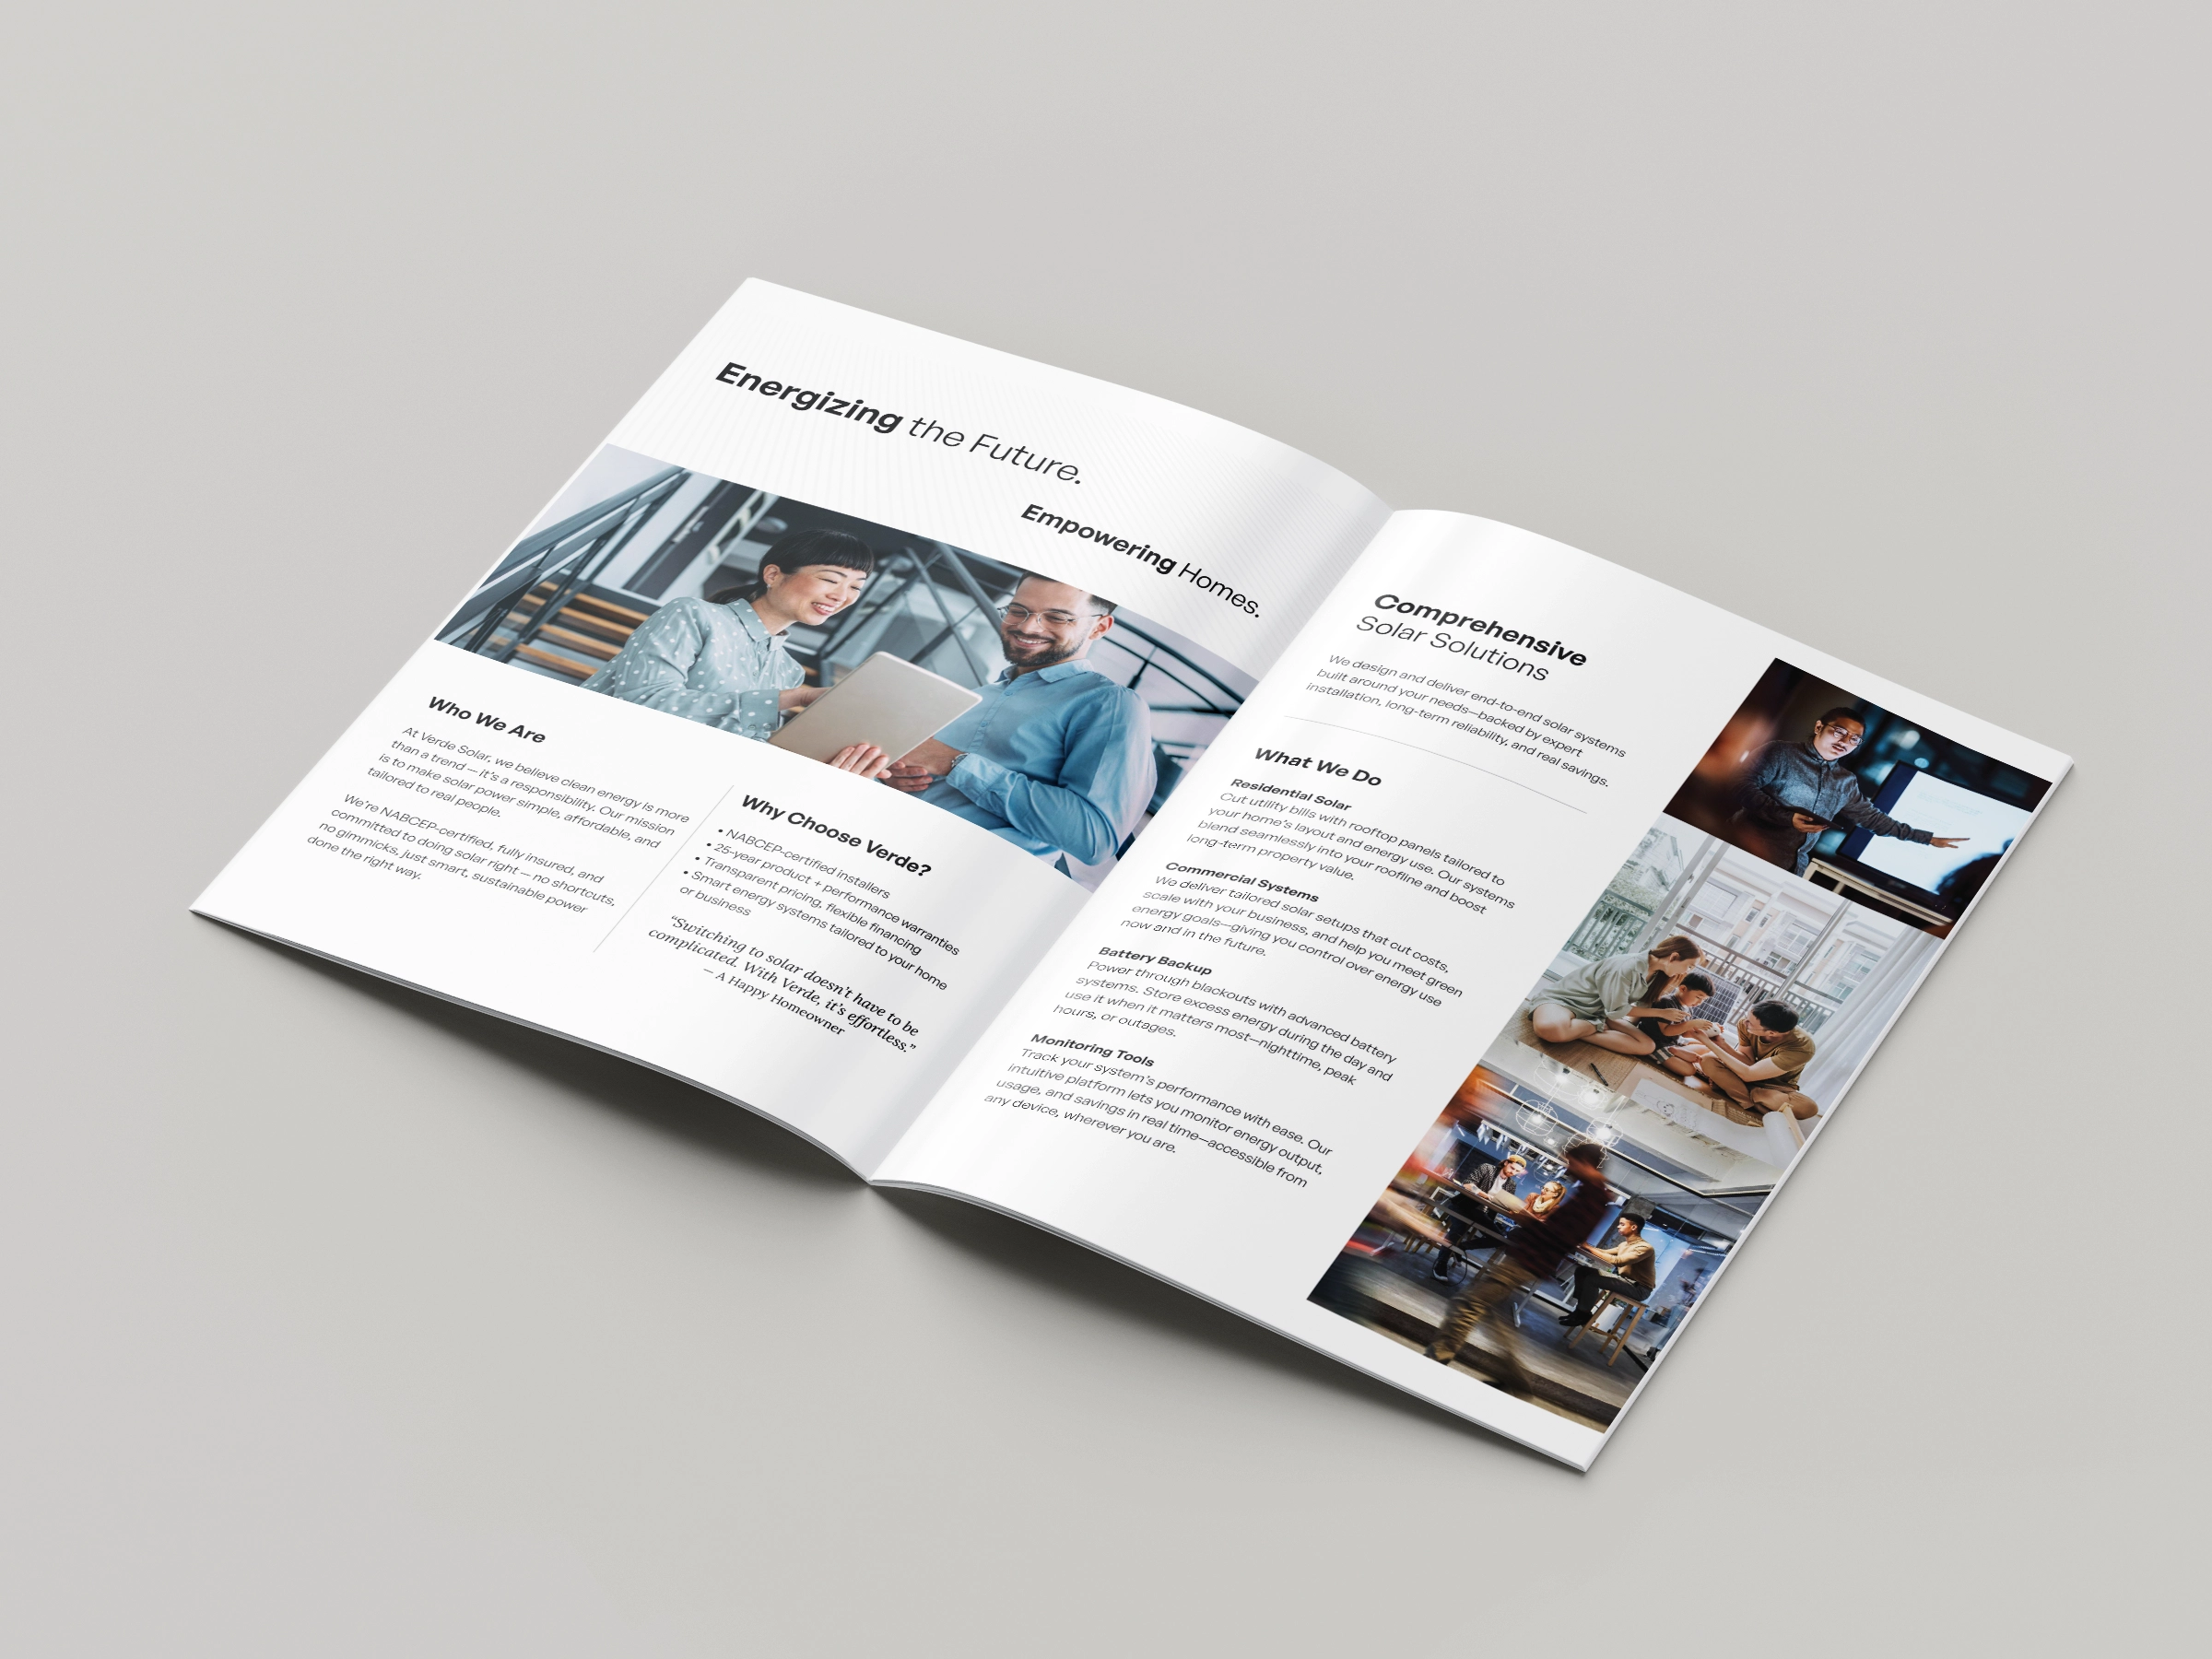 Energizing the Future.
Empowering Homes.
Who We Are
At Verde Solar, we believe clean energy is more
than a trend — it's a responsibility. Our mission
is to make solar power simple, affordable, and
tailored to real people.
We're NABCEP-certified, fully insured, and
committed to doing solar right — no shortcuts,
no gimmicks, just smart, sustainable power
done the right way.
Why Choose Verde?
• NABCEP-certified installers
• 25-year product + performance warranties
• Transparent pricing, flexible financing
• Smart energy systems tailored to your home
or business
“Switching to solar doesn't have to be
complicated. With Verde, it's effortless.”
— A Happy Homeowner
Comprehensive
Solar Solutions
We design and deliver end-to-end solar systems
built around your needs—backed by expert
installation, long-term reliability, and real savings.
What We Do
Residential Solar
Cut utility bills with rooftop panels tailored to
your home's layout and energy use. Our systems
blend seamlessly into your roofline and boost
long-term property value.
Commercial Systems
We deliver tailored solar setups that cut costs,
scale with your business, and help you meet green
energy goals—giving you control over energy use
now and in the future.
Battery Backup
Power through blackouts with advanced battery
systems. Store excess energy during the day and
use it when it matters most—nighttime, peak
hours, or outages.
Monitoring Tools
Track your system's performance with ease. Our
intuitive platform lets you monitor energy output,
usage, and savings in real time—accessible from
any device, wherever you are.